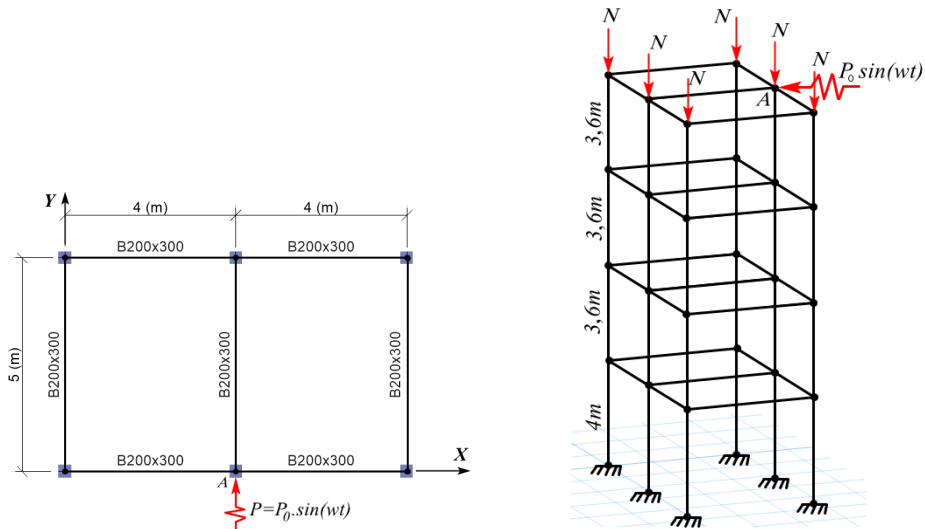 Y
4 (m)
4 (m)
B200x300
B200x300
5 (m)
B200x300
B200x300
B200x300
B200x300
B200x300
X
A
P=P₀.sin(wt)
N
N
N
N
N
N
P₀ sin(wt)
A
3,6m
3,6m
3,6m
4m